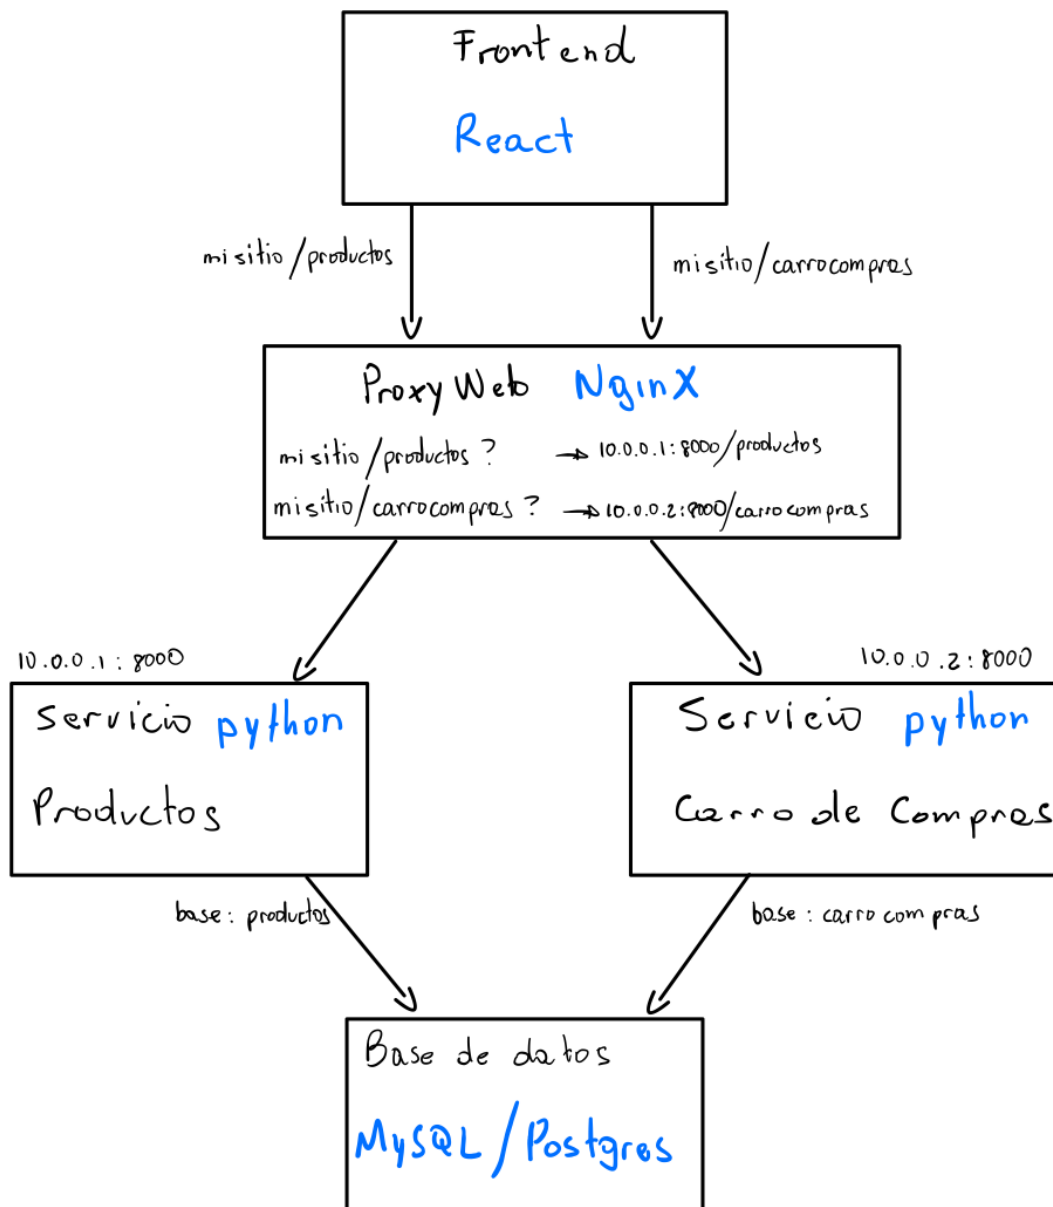 Frontend
React
misitio/productos
misitio/carrocompras
Proxy Web NginX
misitio/productos? → 10.0.0.1:8000/productos
misitio/carrocompras? → 10.0.0.2:8000/carrocompras
10.0.0.1:8000
10.0.0.2:8000
Servicio python
Productos
Servicio python
Carro de Compras
base: productos
base: carrocompras
Base de datos
MySQL/Postgres